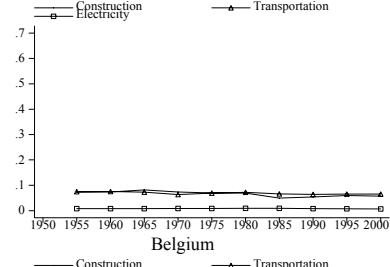 Construction Transportation
Electricity
.7
.6
.5
.4
.3
.2
.1
0
1950 1955 1960 1965 1970 1975 1980 1985 1990 1995 2000
Belgium
Construction Transportation